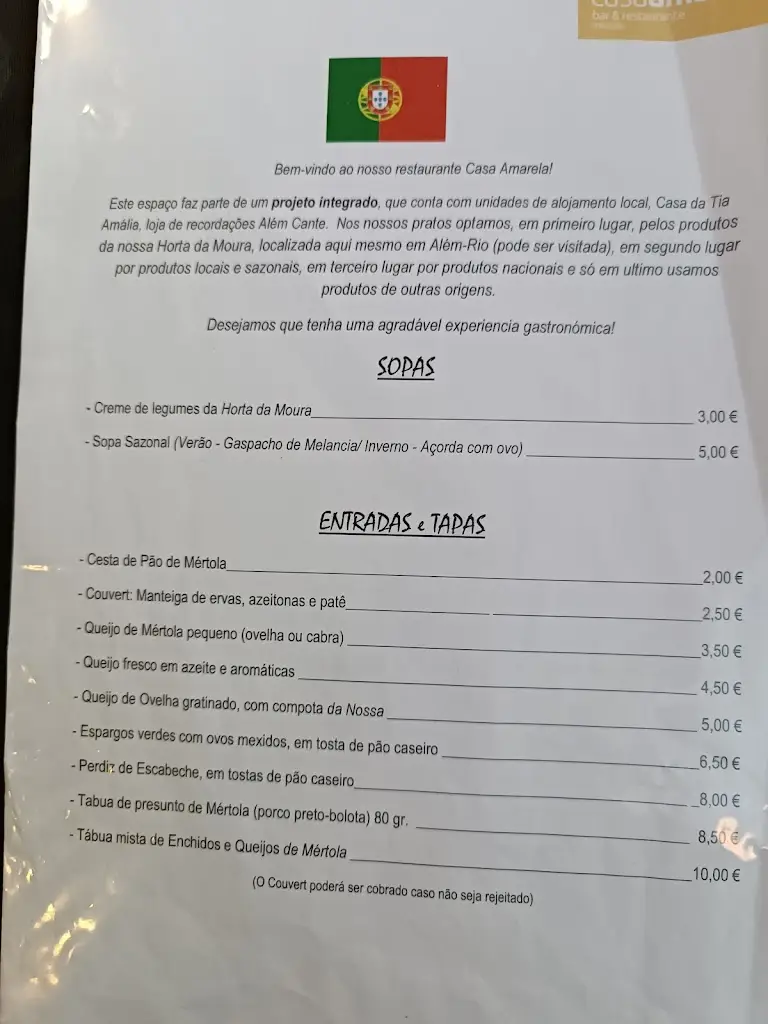 bar & restaurante
Bem-vindo ao nosso restaurante Casa Amarela!
Este espaço faz parte de um projeto integrado, que conta com unidades de alojamento local, Casa da Tia
Amália, loja de recordações Além Cante. Nos nossos pratos optamos, em primeiro lugar, pelos produtos
da nossa Horta da Moura, localizada aqui mesmo em Além-Rio (pode ser visitada), em segundo lugar
por produtos locais e sazonais, em terceiro lugar por produtos nacionais e só em ultimo usamos
produtos de outras origens.
Desejamos que tenha uma agradável experiencia gastronómica!
SOPAS
- Creme de legumes da Horta da Moura 3,00 €
- Sopa Sazonal (Verão - Gaspacho de Melancia/ Inverno - Açorda com ovo) 5,00 €
ENTRADAS e TAPAS
- Cesta de Pão de Mértola 2,00 €
- Couvert: Manteiga de ervas, azeitonas e patê 2,50 €
- Queijo de Mértola pequeno (ovelha ou cabra) 3,50 €
- Queijo fresco em azeite e aromáticas 4,50 €
- Queijo de Ovelha gratinado, com compota da Nossa 5,00 €
- Espargos verdes com ovos mexidos, em tosta de pão caseiro 6,50 €
- Perdiz de Escabeche, em tostas de pão caseiro 8,00 €
- Tabua de presunto de Mértola (porco preto-bolota) 80 gr. 8,50 €
- Tábua mista de Enchidos e Queijos de Mértola 10,00 €
(O Couvert poderá ser cobrado caso não seja rejeitado)